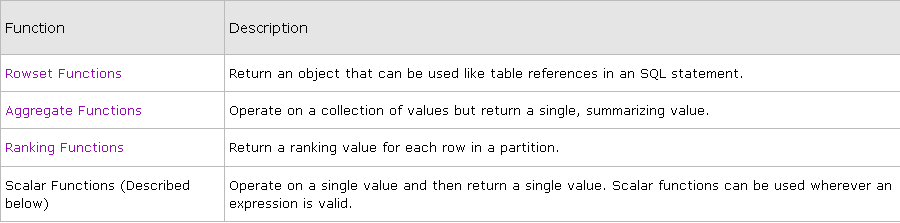 Function Description
Rowset Functions Return an object that can be used like table references in an SQL statement.
Aggregate Functions Operate on a collection of values but return a single, summarizing value.
Ranking Functions Return a ranking value for each row in a partition.
Scalar Functions (Described Operate on a single value and then return a single value. Scalar functions can be used wherever an
below) expression is valid.